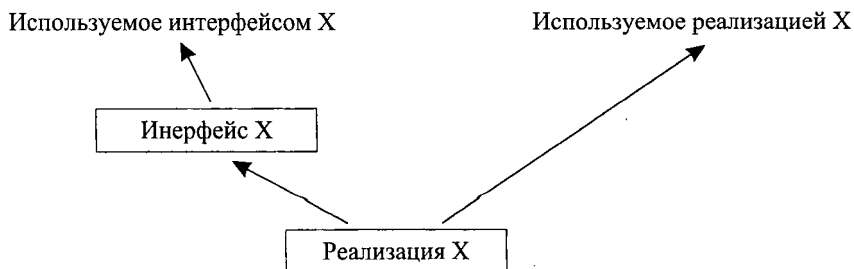 Используемое интерфейсом X
Используемое реализацией X
Инерфейс X
Реализация X